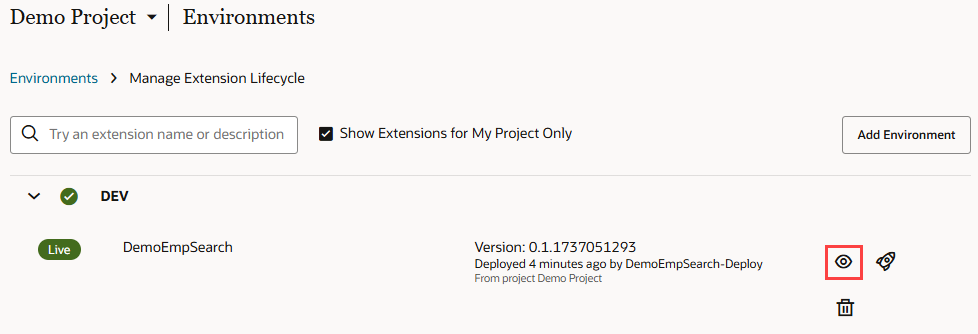 Demo Project Environments
Environments > Manage Extension Lifecycle
Try an extension name or description
Show Extensions for My Project Only
Add Environment
DEV
Live
DemoEmpSearch
Version: 0.1.1737051293
Deployed 4 minutes ago by DemoEmpSearch-Deploy
From project Demo Project